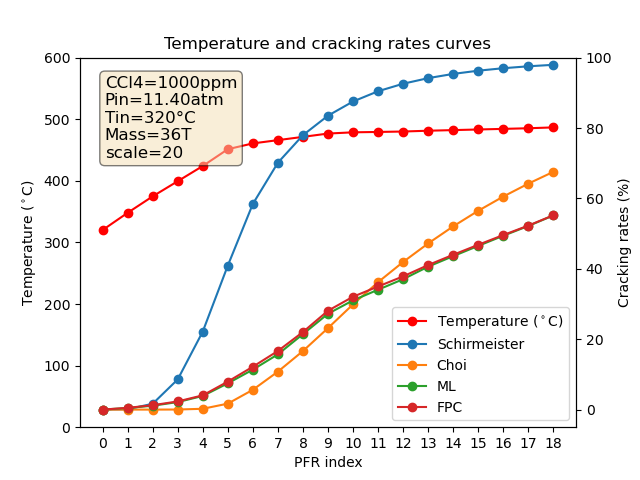 Temperature and cracking rates curves
CCl4=1000ppm
Pin=11.40atm
Tin=320°C
Mass=36T
scale=20
600
500
400
300
200
100
0
Temperature (°C)
100
80
60
40
20
0
Cracking rates (%)
Temperature (°C)
Schirmeister
Choi
ML
FPC
0 1 2 3 4 5 6 7 8 9 10 11 12 13 14 15 16 17 18
PFR index